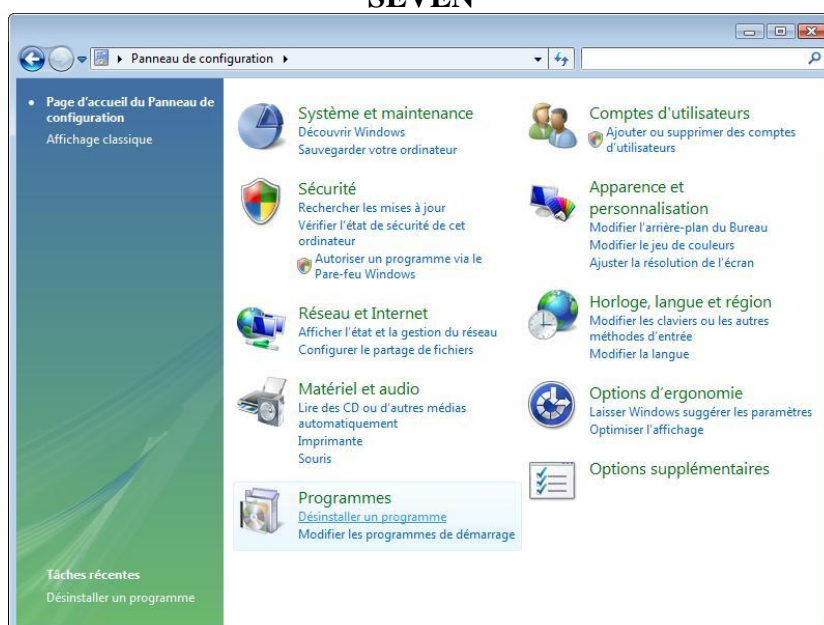 SEVEN
Panneau de configuration
Page d'accueil du Panneau de
configuration
Affichage classique
Système et maintenance
Découvrir Windows
Sauvegarder votre ordinateur
Sécurité
Rechercher les mises à jour
Vérifier l'état de sécurité de cet
ordinateur
Autoriser un programme via le
Pare-feu Windows
Réseau et Internet
Afficher l'état et la gestion du réseau
Configurer le partage de fichiers
Matériel et audio
Lire des CD ou d'autres médias
automatiquement
Imprimante
Souris
Programmes
Désinstaller un programme
Modifier les programmes de démarrage
Comptes d'utilisateurs
Ajouter ou supprimer des comptes
d'utilisateurs
Apparence et
personnalisation
Modifier l'arrière-plan du Bureau
Modifier le jeu de couleurs
Ajuster la résolution de l'écran
Horloge, langue et région
Modifier les claviers ou les autres
méthodes d'entrée
Modifier la langue
Options d'ergonomie
Laisser Windows suggérer les paramètres
Optimiser l'affichage
Options supplémentaires
Tâches récentes
Désinstaller un programme